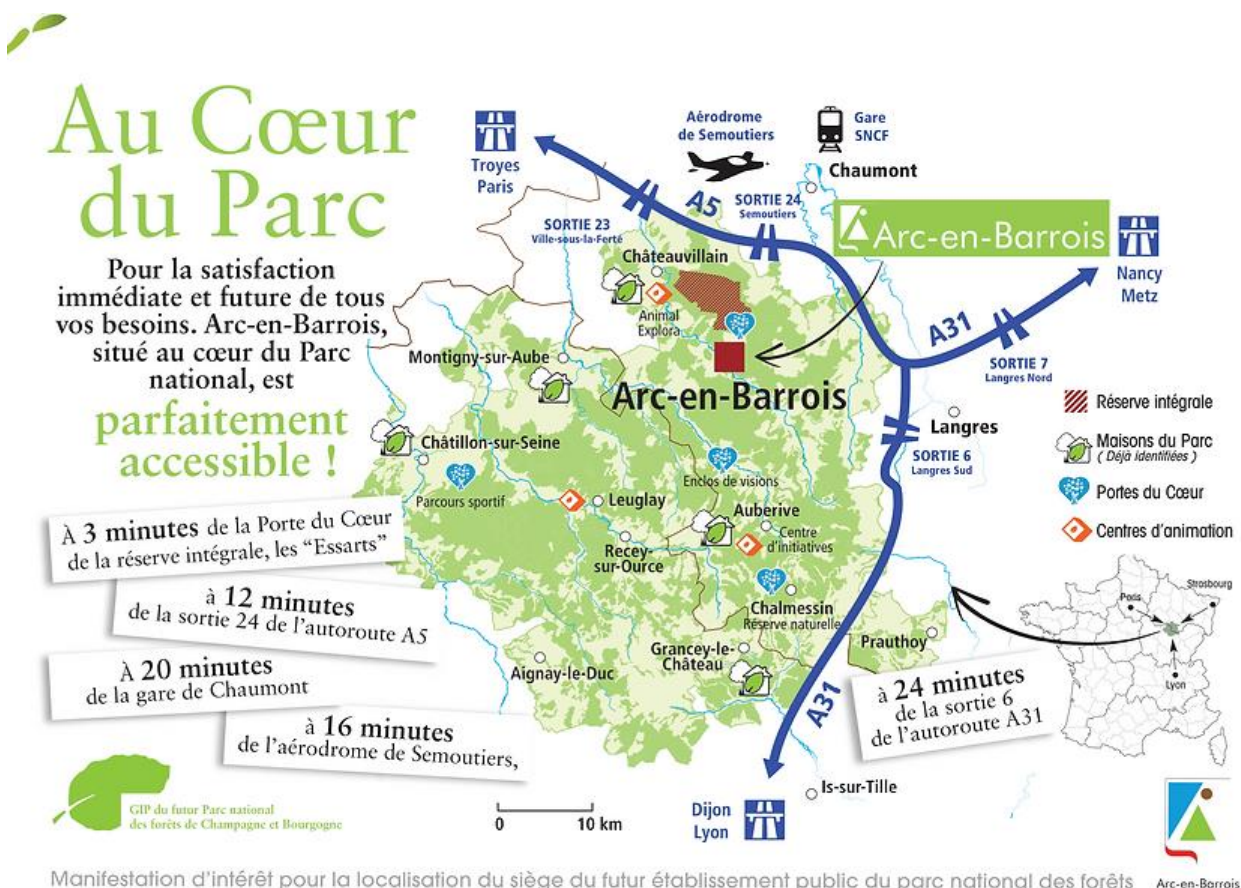 Au Cœur
du Parc
Pour la satisfaction
immédiate et future de tous
vos besoins. Arc-en-Barrois,
situé au cœur du Parc
national, est
parfaitement
accessible !
À 3 minutes de la Porte du Cœur
de la réserve intégrale, les "Essarts"
à 12 minutes
de la sortie 24 de l'autoroute A5
À 20 minutes
de la gare de Chaumont
à 16 minutes
de l'aérodrome de Semoutiers,
à 24 minutes
de la sortie 6
de l'autoroute A31
Troyes
Paris
Aérodrome
de Semoutiers
Gare
SNCF
Chaumont
A5
SORTIE 24
Semoutiers
SORTIE 23
Ville-sous-la-Ferté
Arc-en-Barrois
Nancy
Metz
A31
SORTIE 7
Langres Nord
Châteauvillain
Animal
Explora
Montigny-sur-Aube
Arc-en-Barrois
Langres
SORTIE 6
Langres Sud
Châtillon-sur-Seine
Parcours sportif
Enclos de visions
Leuglay
Auberive
Centre
d'initiatives
Recey-
sur-Ource
Chalmessin
Réserve naturelle
Grancey-le-
Château
Prauthoy
Aignay-le-Duc
A31
Is-sur-Tille
Dijon
Lyon
0 10 km
Réserve intégrale
Maisons du Parc
( Déjà identifiées )
Portes du Cœur
Centres d'animation
Paris
Strasbourg
Lyon
GIP du futur Parc national
des forêts de Champagne et Bourgogne
Arc-en-Barrois
Manifestation d'intérêt pour la localisation du siège du futur établissement public du parc national des forêts